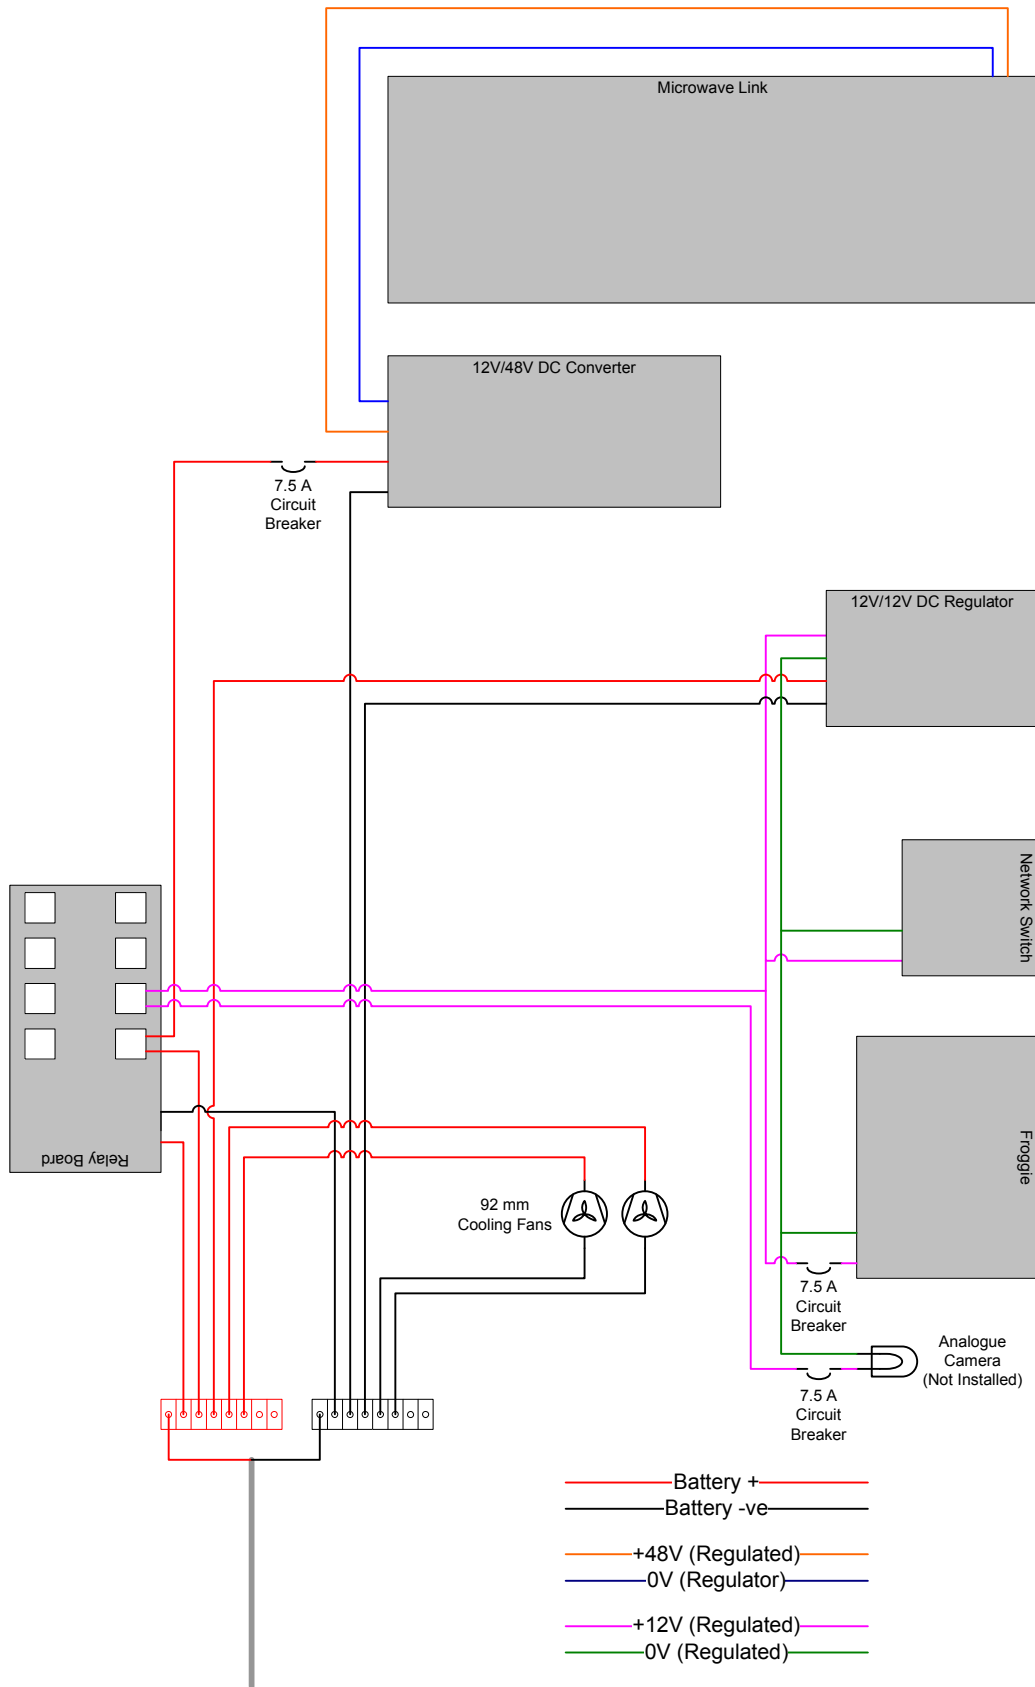 Microwave Link
12V/48V DC Converter
7.5 A
Circuit
Breaker
12V/12V DC Regulator
Network Switch
Relay Board
Froggie
92 mm
Cooling Fans
7.5 A
Circuit
Breaker
Analogue
Camera
(Not Installed)
7.5 A
Circuit
Breaker
Battery +
Battery -ve
+48V (Regulated)
0V (Regulator)
+12V (Regulated)
0V (Regulated)